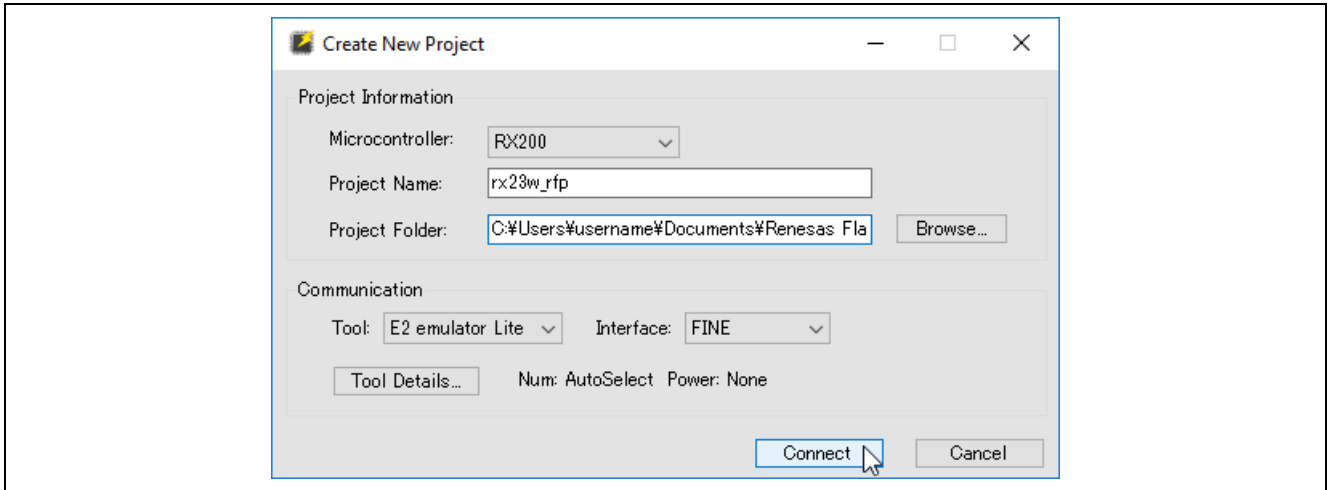 Create New Project
Project Information
Microcontroller: RX200
Project Name: rx23w_rfp
Project Folder: C:¥Users¥username¥Documents¥Renesas Fla Browse...
Communication
Tool: E2 emulator Lite Interface: FINE
Tool Details... Num: AutoSelect Power: None
Connect Cancel